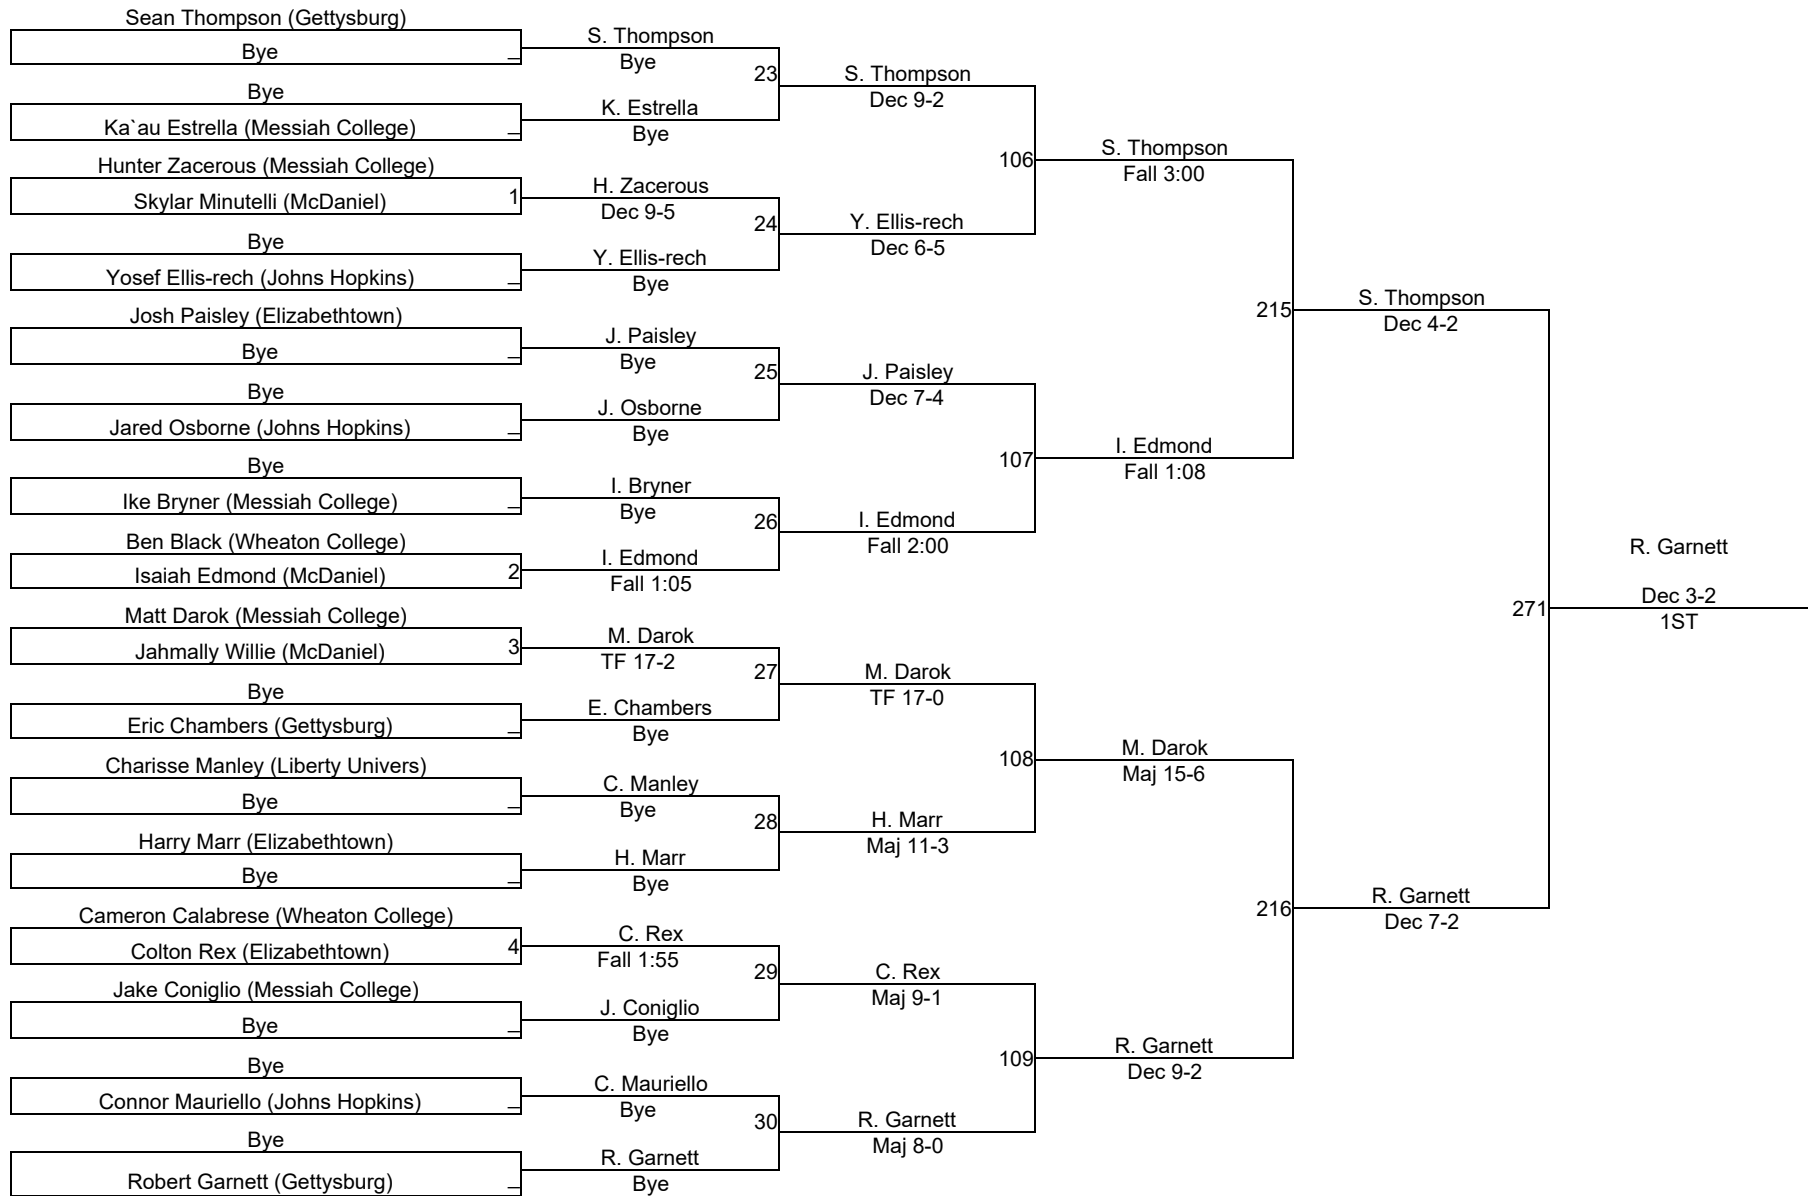 Sean Thompson (Gettysburg)
Bye
Bye
Ka`au Estrella (Messiah College)
Hunter Zacerous (Messiah College)
Skylar Minutelli (McDaniel) 1
Bye
Yosef Ellis-rech (Johns Hopkins)
Josh Paisley (Elizabethtown)
Bye
Bye
Jared Osborne (Johns Hopkins)
Bye
Ike Bryner (Messiah College)
Ben Black (Wheaton College)
Isaiah Edmond (McDaniel) 2
Matt Darok (Messiah College)
Jahmally Willie (McDaniel) 3
Bye
Eric Chambers (Gettysburg)
Charisse Manley (Liberty Univers)
Bye
Harry Marr (Elizabethtown)
Bye
Cameron Calabrese (Wheaton College)
Colton Rex (Elizabethtown) 4
Jake Coniglio (Messiah College)
Bye
Bye
Connor Mauriello (Johns Hopkins)
Bye
Robert Garnett (Gettysburg)
S. Thompson
Bye
23
K. Estrella
Bye
H. Zacerous
Dec 9-5
24
Y. Ellis-rech
Bye
J. Paisley
Bye
25
J. Osborne
Bye
I. Bryner
Bye
26
I. Edmond
Fall 1:05
M. Darok
TF 17-2
27
E. Chambers
Bye
C. Manley
Bye
28
H. Marr
Bye
C. Rex
Fall 1:55
29
J. Coniglio
Bye
C. Mauriello
Bye
30
R. Garnett
Bye
S. Thompson
Dec 9-2
106
Y. Ellis-rech
Dec 6-5
J. Paisley
Dec 7-4
107
I. Edmond
Fall 2:00
M. Darok
TF 17-0
108
H. Marr
Maj 11-3
C. Rex
Maj 9-1
109
R. Garnett
Maj 8-0
S. Thompson
Fall 3:00
215
I. Edmond
Fall 1:08
M. Darok
Maj 15-6
216
R. Garnett
Dec 9-2
S. Thompson
Dec 4-2
271
R. Garnett
Dec 7-2
R. Garnett
Dec 3-2
1ST